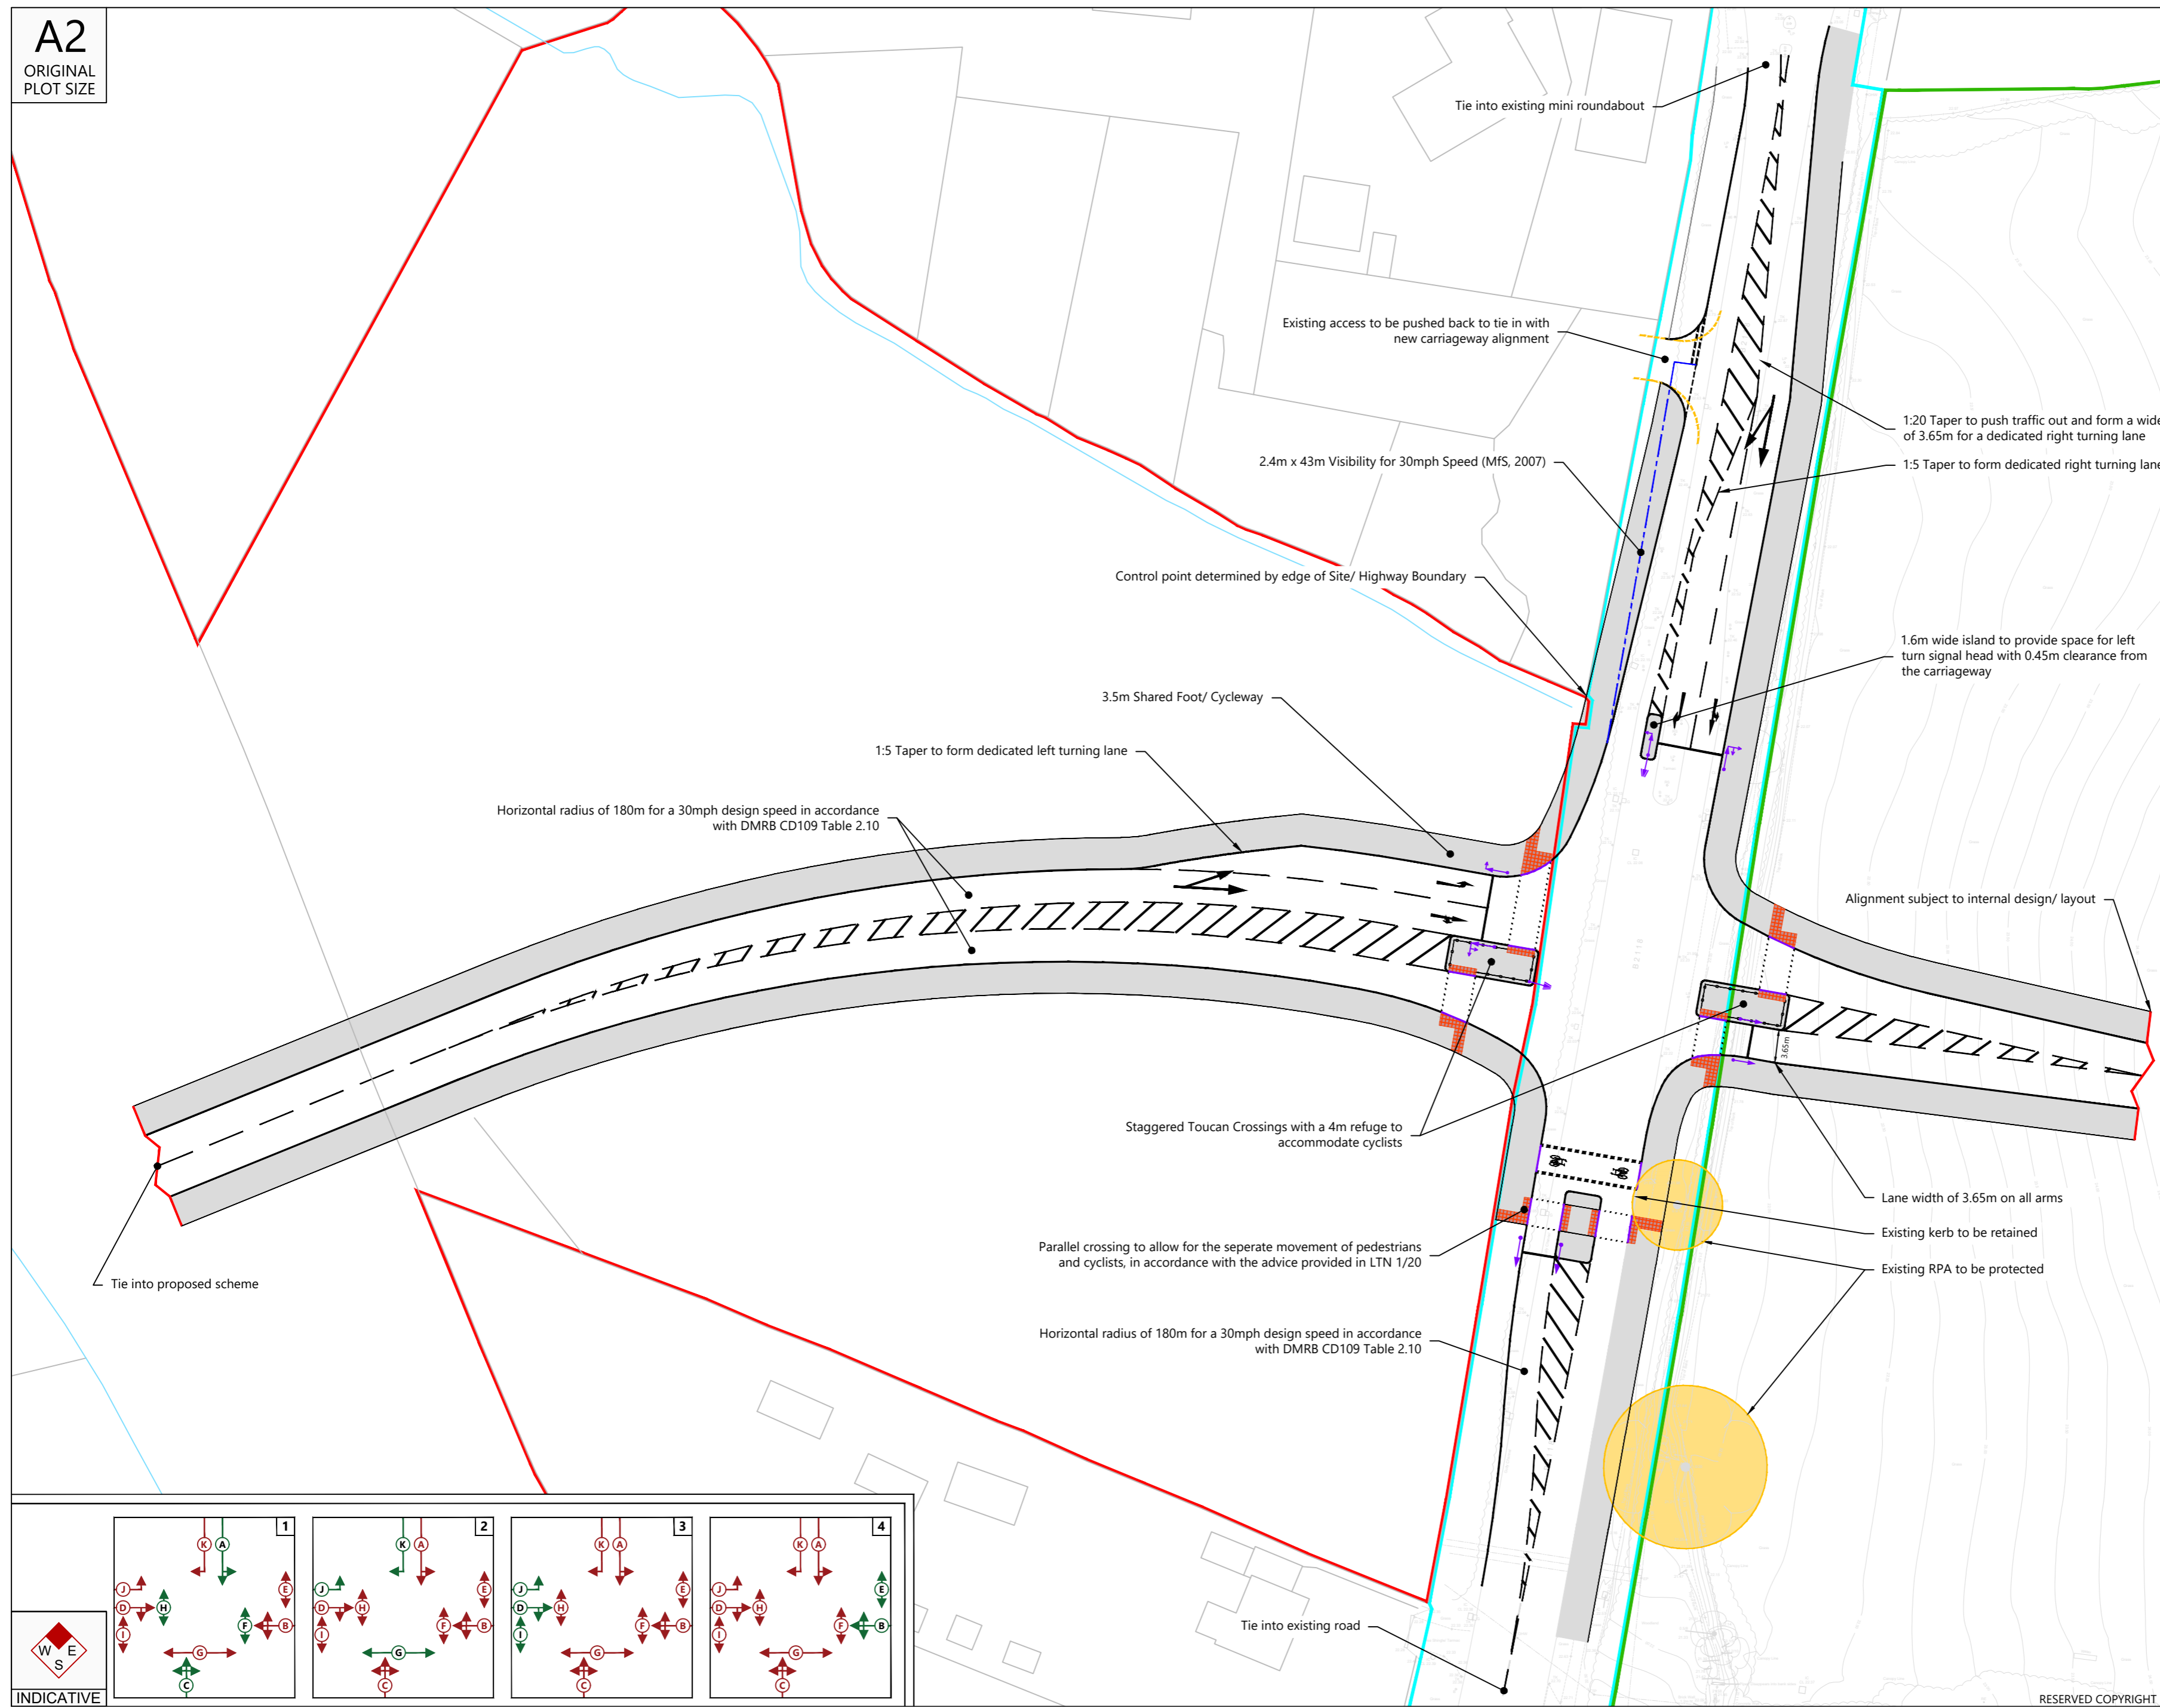 A2
ORIGINAL
PLOT SIZE
Tie into existing mini roundabout
Existing access to be pushed back to tie in with
new carriageway alignment
1:20 Taper to push traffic out and form a wide
of 3.65m for a dedicated right turning lane
2.4m x 43m Visibility for 30mph Speed (MfS, 2007)
1:5 Taper to form dedicated right turning lane
Control point determined by edge of Site/ Highway Boundary
1.6m wide island to provide space for left
turn signal head with 0.45m clearance from
the carriageway
3.5m Shared Foot/ Cycleway
1:5 Taper to form dedicated left turning lane
Horizontal radius of 180m for a 30mph design speed in accordance
with DMRB CD109 Table 2.10
Alignment subject to internal design/ layout
B2118
3.65m
Staggered Toucan Crossings with a 4m refuge to
accommodate cyclists
Lane width of 3.65m on all arms
Existing kerb to be retained
Parallel crossing to allow for the seperate movement of pedestrians
and cyclists, in accordance with the advice provided in LTN 1/20
Existing RPA to be protected
Tie into proposed scheme
Horizontal radius of 180m for a 30mph design speed in accordance
with DMRB CD109 Table 2.10
Tie into existing road
1
K A
J
E
D H
F B
I
G
C
2
K A
J
E
D H
F B
I
G
C
3
K A
J
E
D H
F B
I
G
C
4
K A
J
E
D H
F B
I
G
C
W E
S
INDICATIVE
RESERVED COPYRIGHT